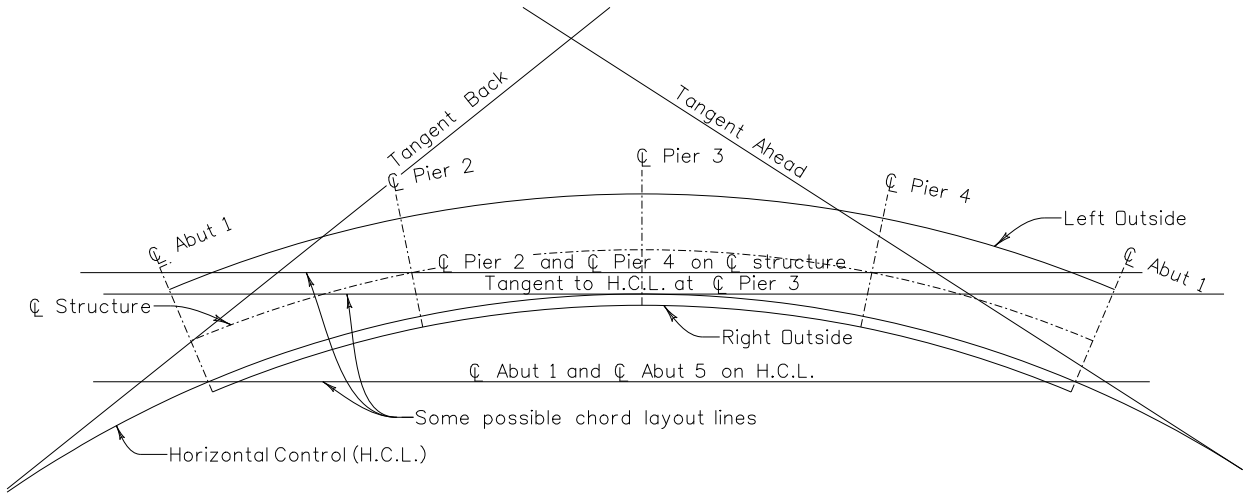 Tangent Back
Tangent Ahead
℄ Pier 2
℄ Pier 3
℄ Pier 4
℄ Abut 1
Left Outside
℄ Abut 1
℄ Pier 2 and ℄ Pier 4 on ℄ structure
Tangent to H.C.L. at ℄ Pier 3
℄ Structure
Right Outside
℄ Abut 1 and ℄ Abut 5 on H.C.L.
Some possible chord layout lines
Horizontal Control (H.C.L.)